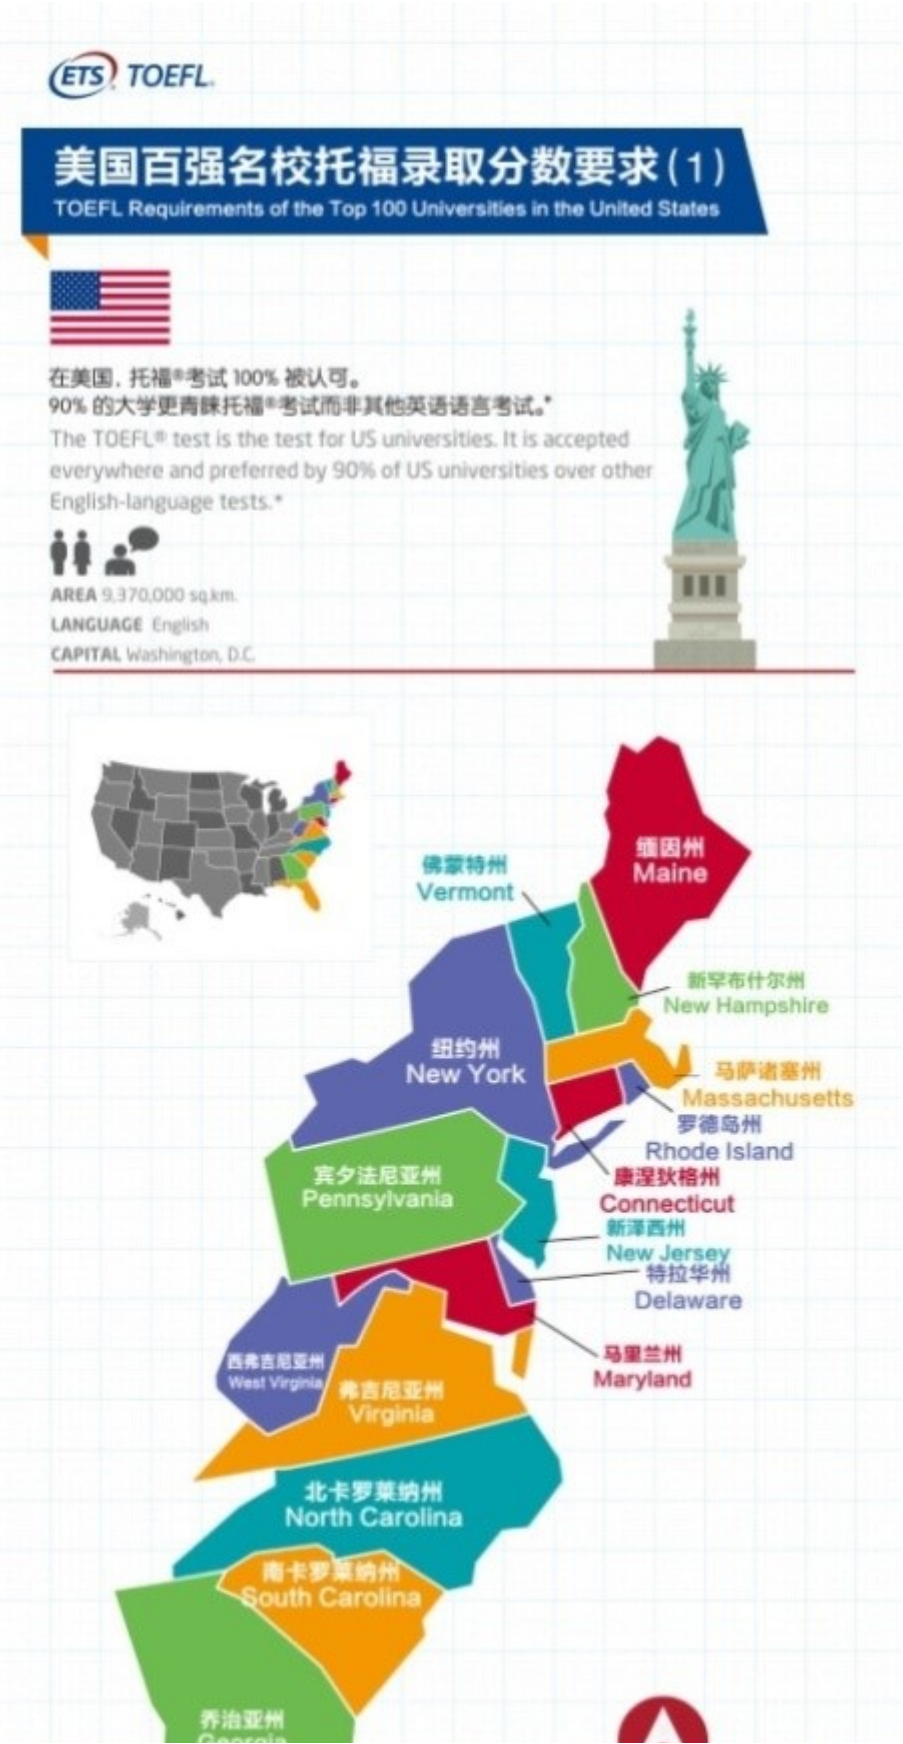 ETS TOEFL®
美国百强名校托福录取分数要求(1)
TOEFL Requirements of the Top 100 Universities in the United States
在美国，托福®考试 100% 被认可。
90% 的大学更青睐托福®考试而非其他英语语言考试。*
The TOEFL® test is the test for US universities. It is accepted
everywhere and preferred by 90% of US universities over other
English-language tests.*
AREA 9,370,000 sq.km.
LANGUAGE English
CAPITAL Washington, D.C.
缅因州
Maine
佛蒙特州
Vermont
新罕布什尔州
New Hampshire
纽约州
New York
马萨诸塞州
Massachusetts
罗德岛州
Rhode Island
康涅狄格州
Connecticut
宾夕法尼亚州
Pennsylvania
新泽西州
New Jersey
特拉华州
Delaware
马里兰州
Maryland
西弗吉尼亚州
West Virginia
弗吉尼亚州
Virginia
北卡罗莱纳州
North Carolina
南卡罗莱纳州
South Carolina
乔治亚州
Georgia